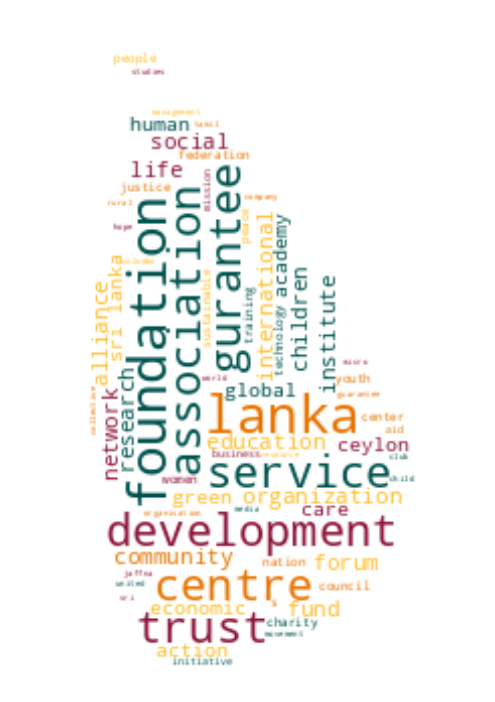 people
studies
management
human tamil
social
federation
life
mission
justice
company
rural
foundation
association
gurantee
hope
peace
international
academy
colombo
sri lanka
alliance
sustainable
training
technology
children
institute
micro
world
youth
global
guarantee
collective
network
research
lanka
center
aid
education
ceylon
business
resource
club
service
women
child
green organization
media
care
organisation
development
community
nation
forum
jaffna
united
centre
council
sri
economic
s
fund
trust
charity
movement
action
initiative